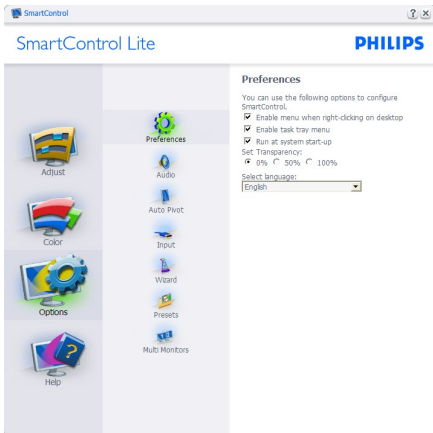 SmartControl
SmartControl Lite
PHILIPS
Adjust
Color
Options
Help
Preferences
Audio
Auto Pivot
Input
Wizard
Presets
Multi Monitors
Preferences
You can use the following options to configure
SmartControl.
Enable menu when right-clicking on desktop
Enable task tray menu
Run at system start-up
Set Transparency:
0% 50% 100%
Select language:
English